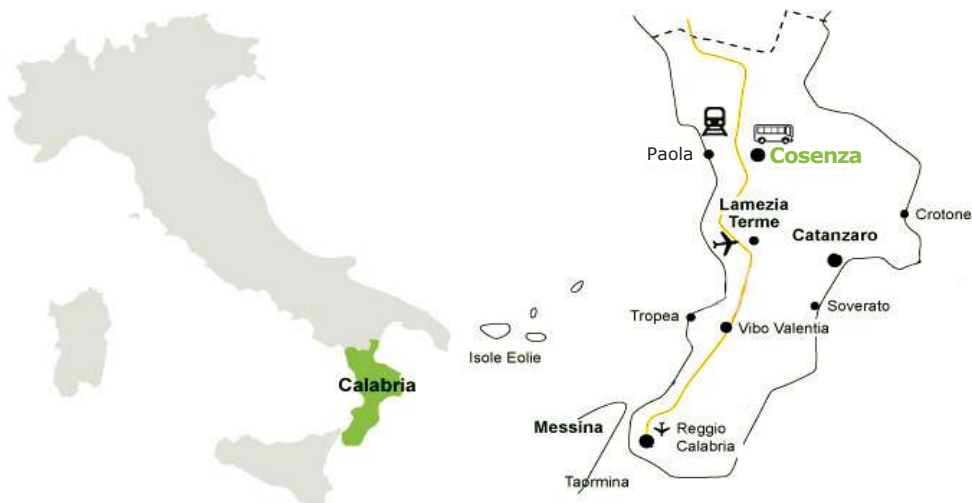 Calabria
Isole Eolie
Paola
Cosenza
Lamezia
Terme
Catanzaro
Crotone
Tropea
Vibo Valentia
Soverato
Messina
Reggio
Calabria
Taormina